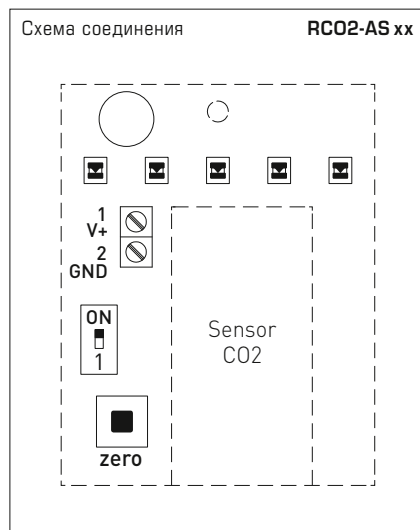 Схема соединения RCO2-AS xx
1
V+
2
GND
ON
1
Sensor
CO2
zero